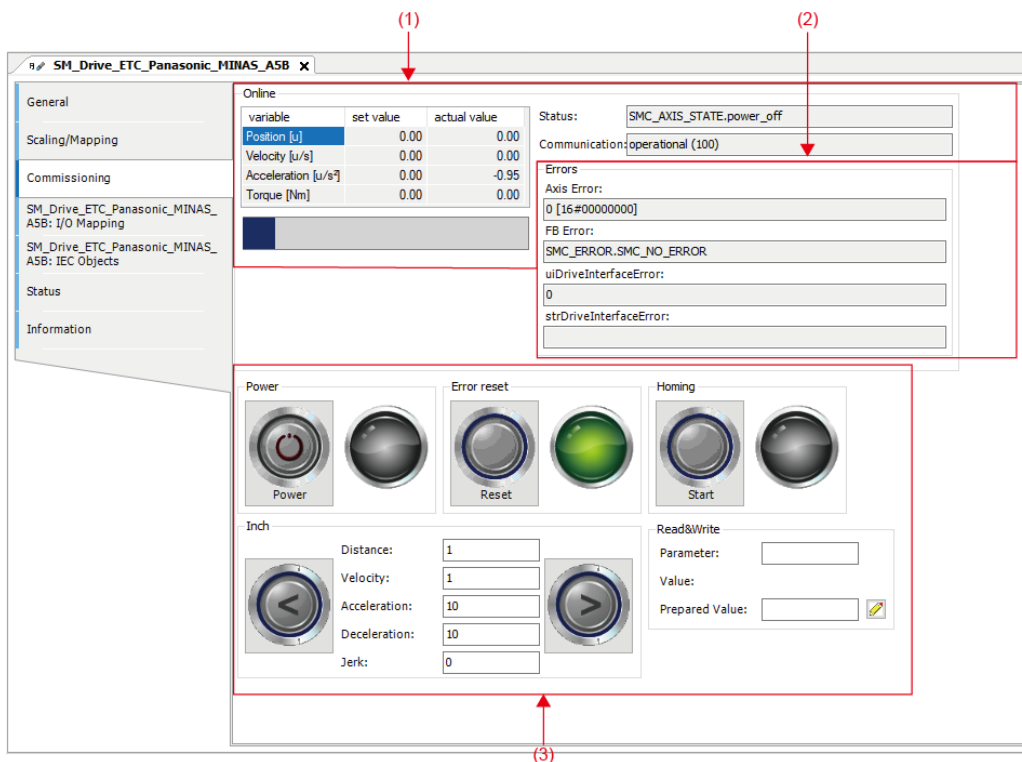 (1)
(2)
SM_Drive_ETC_Panasonic_MINAS_A5B X
General
Scaling/Mapping
Commissioning
SM_Drive_ETC_Panasonic_MINAS_
A5B: I/O Mapping
SM_Drive_ETC_Panasonic_MINAS_
A5B: IEC Objects
Status
Information
Online
variable set value actual value
Position [u] 0.00 0.00
Velocity [u/s] 0.00 0.00
Acceleration [u/s²] 0.00 -0.95
Torque [Nm] 0.00 0.00
Status: SMC_AXIS_STATE.power_off
Communication: operational (100)
Errors
Axis Error:
0 [16#00000000]
FB Error:
SMC_ERROR.SMC_NO_ERROR
uiDriveInterfaceError:
0
strDriveInterfaceError:
Power
Power
Error reset
Reset
Homing
Start
Inch
<
Distance: 1
Velocity: 1
Acceleration: 10
Deceleration: 10
Jerk: 0
>
Read&Write
Parameter:
Value:
Prepared Value:
(3)